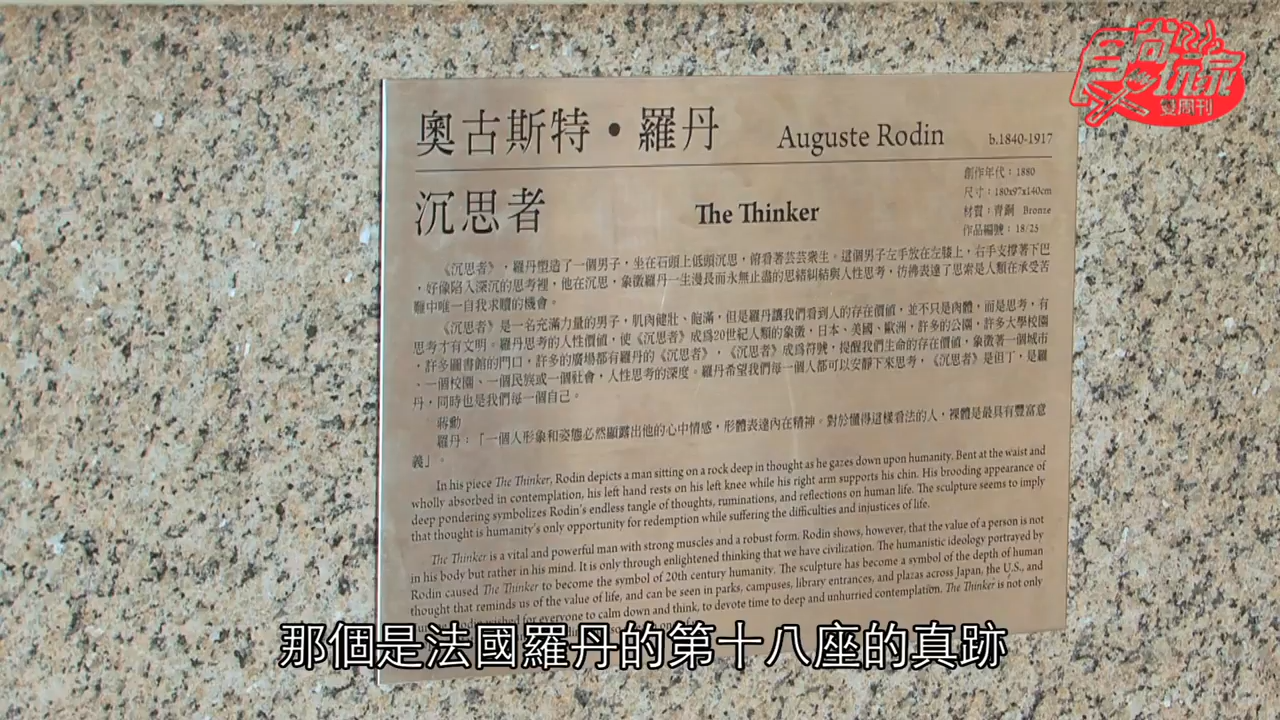 食尚玩家
雙周刊
奧古斯特・羅丹 Auguste Rodin b.1840-1917
沉思者 The Thinker
創作年代：1880
尺寸：180x97x140cm
材質：青銅 Bronze
作品編號：18/25
《沉思者》，羅丹塑造了一個男子，坐在石頭上低頭沉思，俯看著芸芸衆生。這個男子左手放在左膝上，右手支撐著下巴
，好像陷入深沉的思考裡，他在沉思，象徵羅丹一生漫長而永無止盡的思緒糾結與人性思考，彷彿表達了思索是人類在承受苦
難中唯一自我求贖的機會。
《沉思者》是一名充滿力量的男子，肌肉健壯、飽滿，但是羅丹讓我們看到人的存在價值，並不只是肉體，而是思考，有
思考才有文明。羅丹思考的人性價值，使《沉思者》成爲20世紀人類的象徵，日本、美國、歐洲，許多的公園，許多大學校園
，許多圖書館的門口，許多的廣場都有羅丹的《沉思者》，《沉思者》成爲符號，提醒我們生命的存在價值，象徵著一個城市
、一個校園、一個民族或一個社會，人性思考的深度。羅丹希望我們每一個人都可以安靜下來思考，《沉思者》是但丁，是羅
丹，同時也是我們每一個自己。
蔣勳
羅丹：「一個人形象和姿態必然顯露出他的心中情感，形體表達內在精神。對於懂得這樣看法的人，裸體是最具有豐富意
義」。
In his piece The Thinker, Rodin depicts a man sitting on a rock deep in thought as he gazes down upon humanity. Bent at the waist and
wholly absorbed in contemplation, his left hand rests on his left knee while his right arm supports his chin. His brooding appearance of
deep pondering symbolizes Rodin's endless tangle of thoughts, ruminations, and reflections on human life. The sculpture seems to imply
that thought is humanity's only opportunity for redemption while suffering the difficulties and injustices of life.
The Thinker is a vital and powerful man with strong muscles and a robust form. Rodin shows, however, that the value of a person is not
in his body but rather in his mind. It is only through enlightened thinking that we have civilization. The humanistic ideology portrayed by
Rodin caused The Thinker to become the symbol of 20th century humanity. The sculpture has become a symbol of the depth of human
thought that reminds us of the value of life, and can be seen in parks, campuses, library entrances, and plazas across Japan, the U.S., and
for everyone to calm down and think, to devote time to deep and unhurried contemplation. The Thinker is not only
那個是法國羅丹的第十八座的真跡